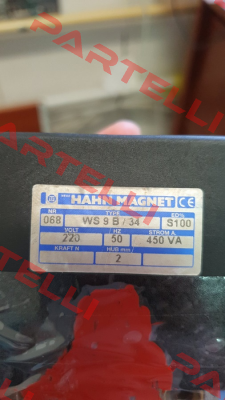 PARTELLI
HAHN MAGNET CE
NR TYPE ED%
068 WS 9 B / 34 S100
VOLT HZ STROM A.
220 50 450 VA
KRAFT N HUB mm
2